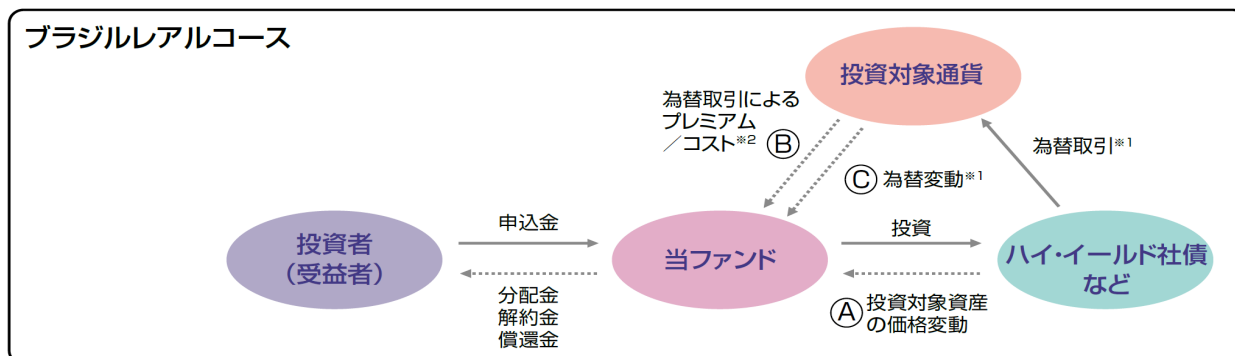 ブラジルレアルコース
投資対象通貨
為替取引による
プレミアム
／コスト※2 Ⓑ
為替取引※1
Ⓒ 為替変動※1
投資者
（受益者）
申込金
分配金
解約金
償還金
当ファンド
投資
Ⓐ 投資対象資産
の価格変動
ハイ・イールド社債
など